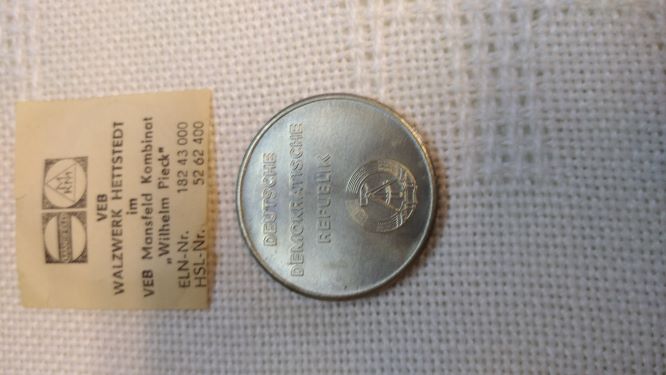 MANSFELD
VEB
WALZWERK HETTSTEDT
im
VEB Mansfeld Kombinat
„Wilhelm Pieck"
ELN-Nr. 182 43 000
HSL-Nr. 52 62 400
DEUTSCHE
DEMOKRATISCHE
REPUBLIK